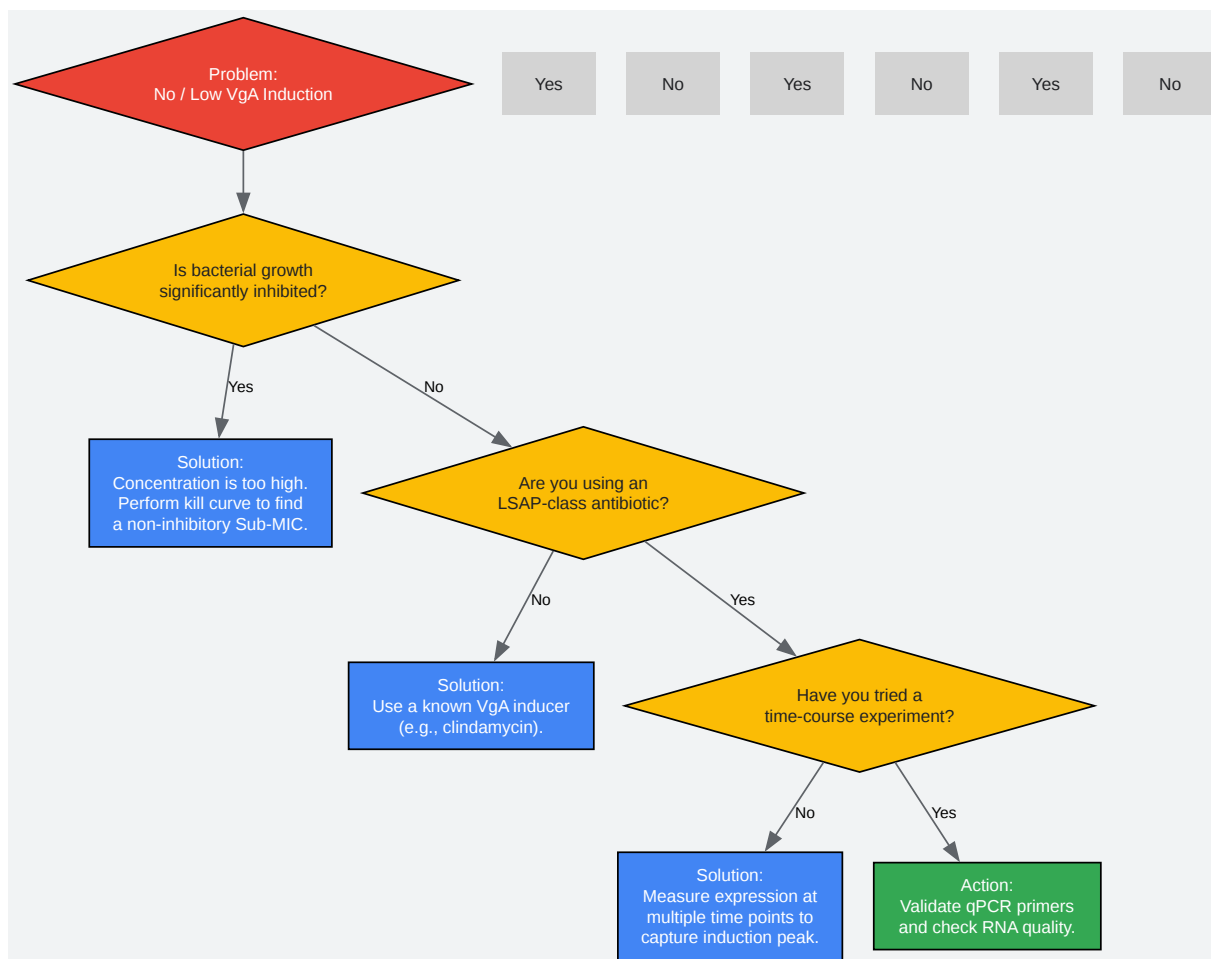 Problem:
No / Low VgA Induction
Yes
No
Yes
No
Yes
No
Is bacterial growth
significantly inhibited?
Yes
No
Solution:
Concentration is too high.
Perform kill curve to find
a non-inhibitory Sub-MIC.
Are you using an
LSAP-class antibiotic?
No
Yes
Solution:
Use a known VgA inducer
(e.g., clindamycin).
Have you tried a
time-course experiment?
No
Yes
Solution:
Measure expression at
multiple time points to
capture induction peak.
Action:
Validate qPCR primers
and check RNA quality.